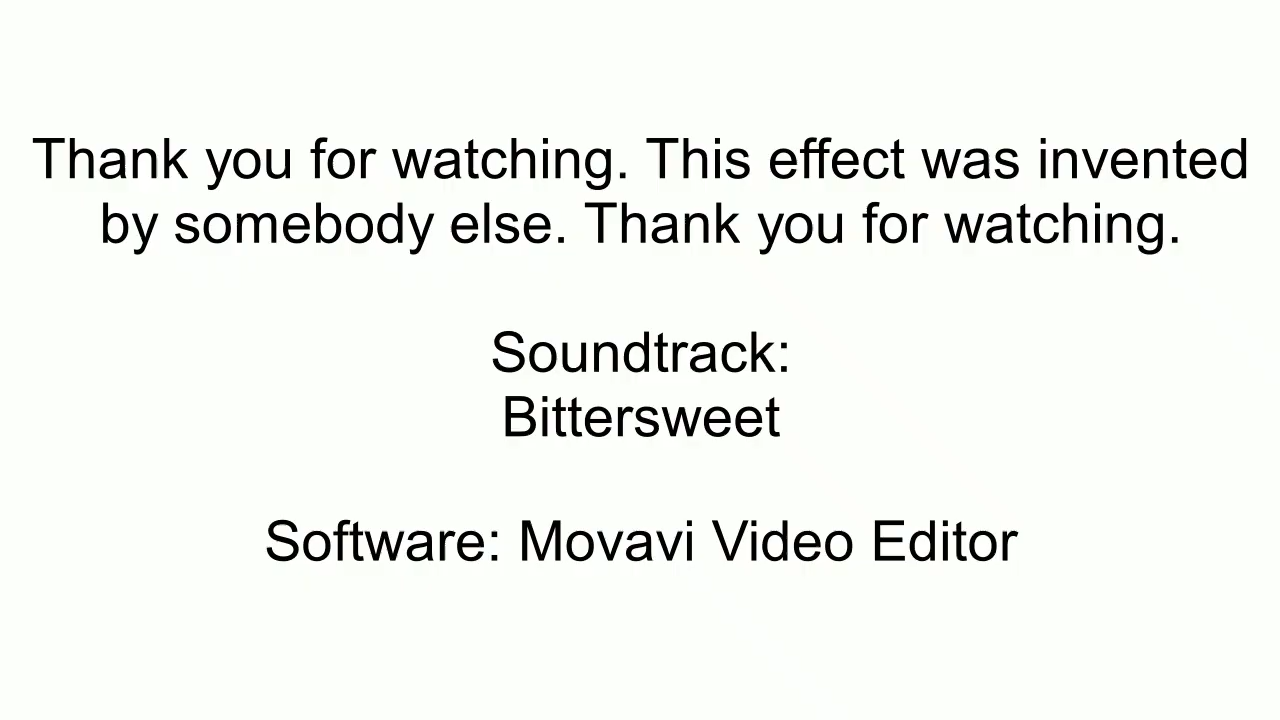 Thank you for watching. This effect was invented
by somebody else. Thank you for watching.
Soundtrack:
Bittersweet
Software: Movavi Video Editor